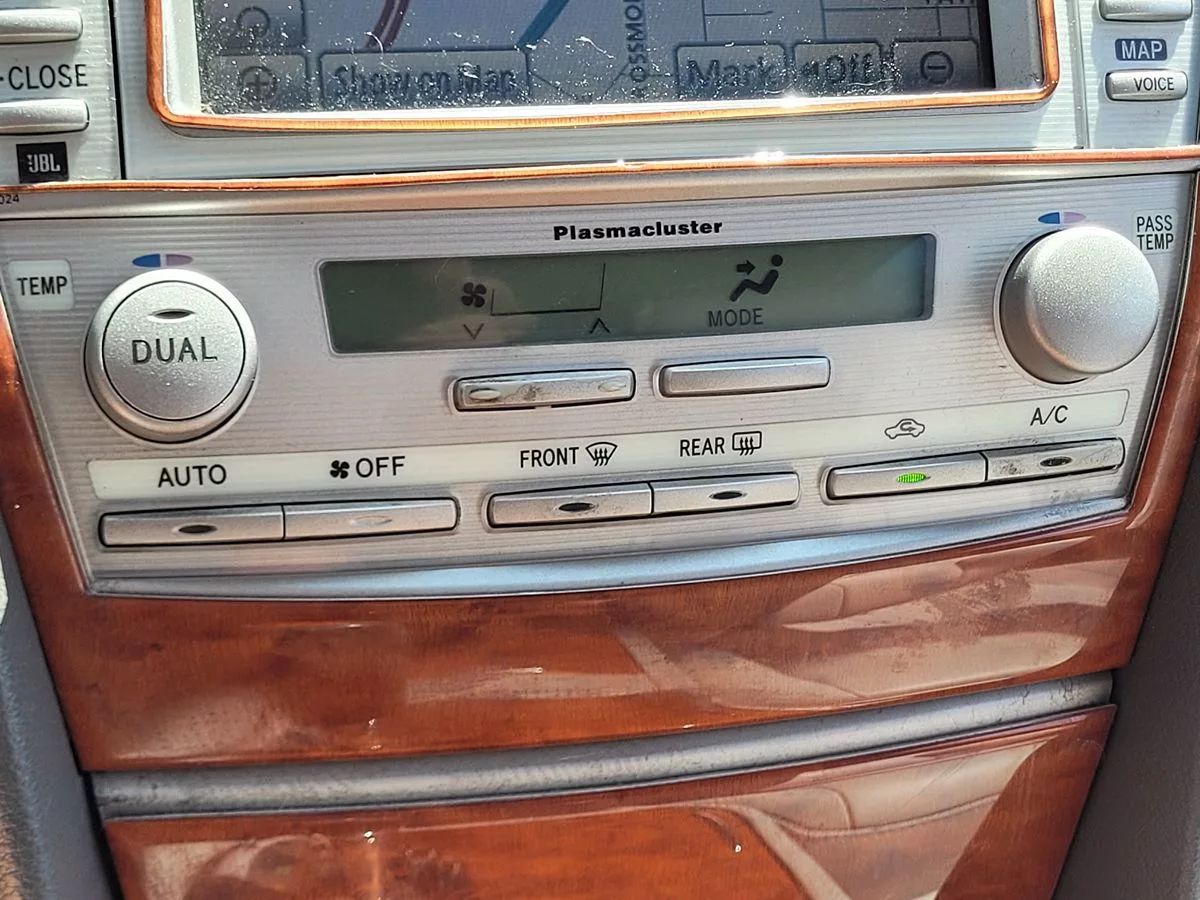 Show on Map
Mark
Off
CLOSE
JBL
MAP
VOICE
024
Plasmacluster
TEMP
PASS
TEMP
DUAL
MODE
AUTO
OFF
FRONT
REAR
A/C